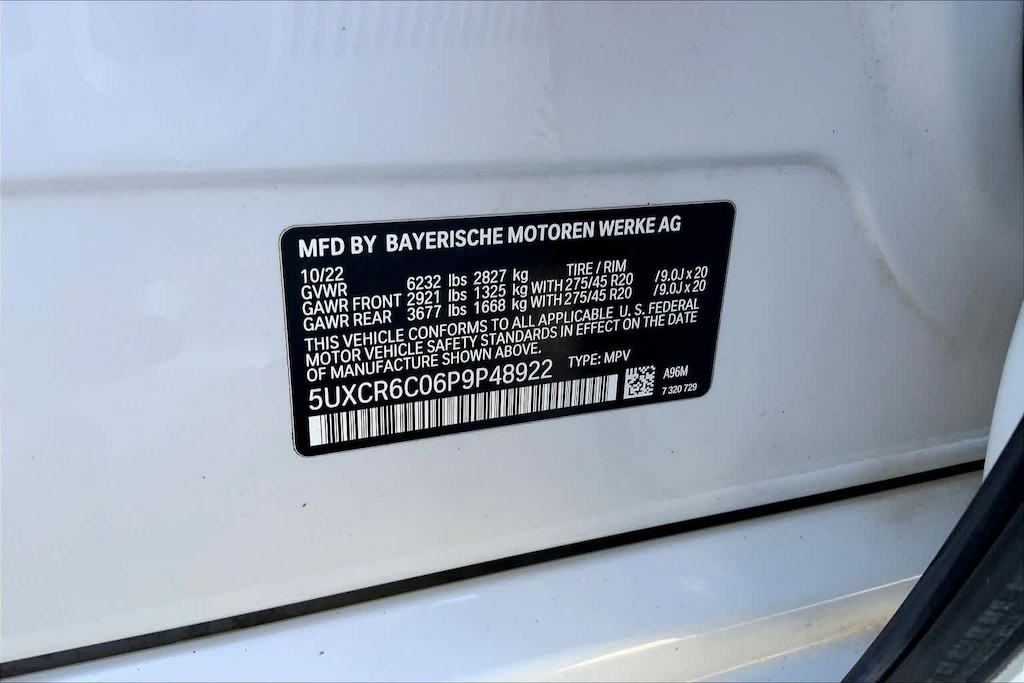 MFD BY BAYERISCHE MOTOREN WERKE AG
10/22 TIRE / RIM
GVWR 6232 lbs 2827 kg
GAWR FRONT 2921 lbs 1325 kg WITH 275/45 R20 /9.0J x 20
GAWR REAR 3677 lbs 1668 kg WITH 275/45 R20 /9.0J x 20
THIS VEHICLE CONFORMS TO ALL APPLICABLE U. S. FEDERAL
MOTOR VEHICLE SAFETY STANDARDS IN EFFECT ON THE DATE
OF MANUFACTURE SHOWN ABOVE. TYPE: MPV
5UXCR6C06P9P48922
A96M
7 320 729